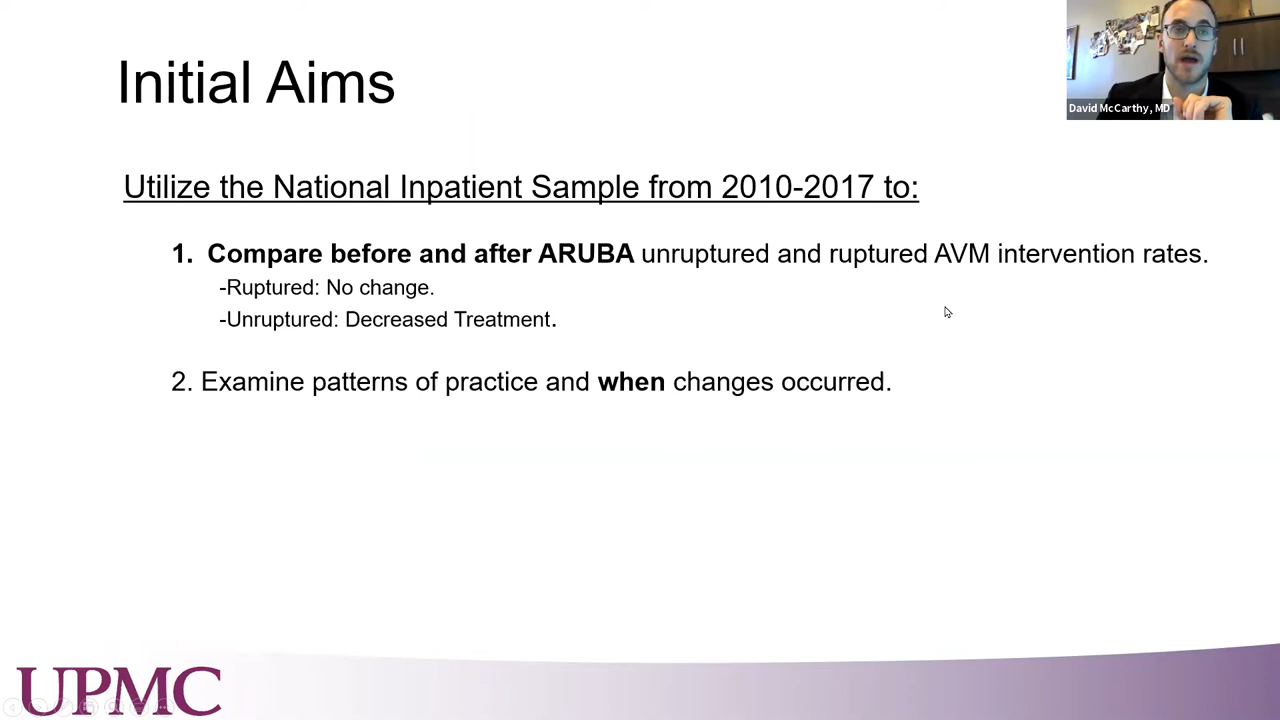 Initial Aims
David McCarthy, MD
Utilize the National Inpatient Sample from 2010-2017 to:
1. Compare before and after ARUBA unruptured and ruptured AVM intervention rates.
-Ruptured: No change.
-Unruptured: Decreased Treatment.
2. Examine patterns of practice and when changes occurred.
UPMC